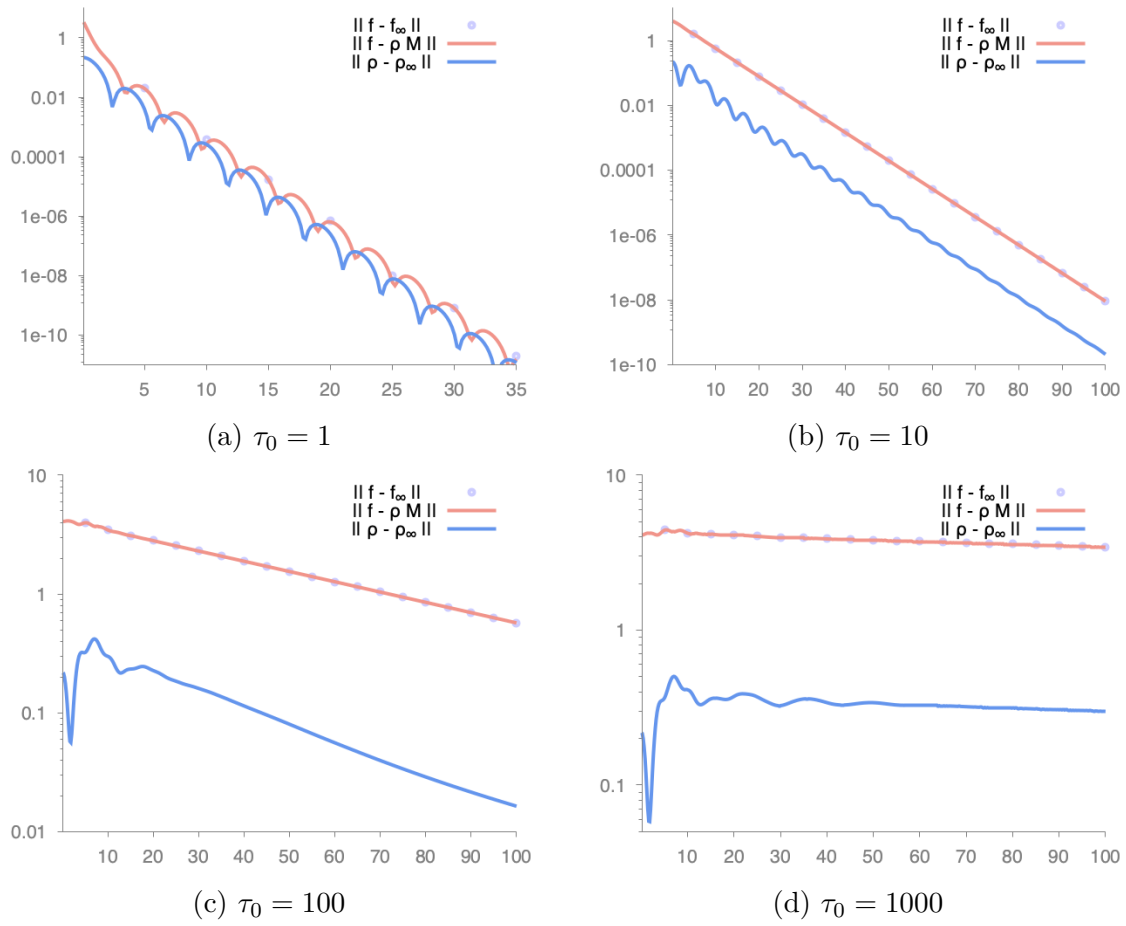 || f - f∞ ||
|| f - ρ M ||
|| ρ - ρ∞ ||
1
0.01
0.0001
1e-06
1e-08
1e-10
5 10 15 20 25 30 35
(a) τ₀ = 1
|| f - f∞ ||
|| f - ρ M ||
|| ρ - ρ∞ ||
1
0.01
0.0001
1e-06
1e-08
1e-10
10 20 30 40 50 60 70 80 90 100
(b) τ₀ = 10
|| f - f∞ ||
|| f - ρ M ||
|| ρ - ρ∞ ||
10
1
0.1
0.01
10 20 30 40 50 60 70 80 90 100
(c) τ₀ = 100
|| f - f∞ ||
|| f - ρ M ||
|| ρ - ρ∞ ||
10
1
0.1
10 20 30 40 50 60 70 80 90 100
(d) τ₀ = 1000